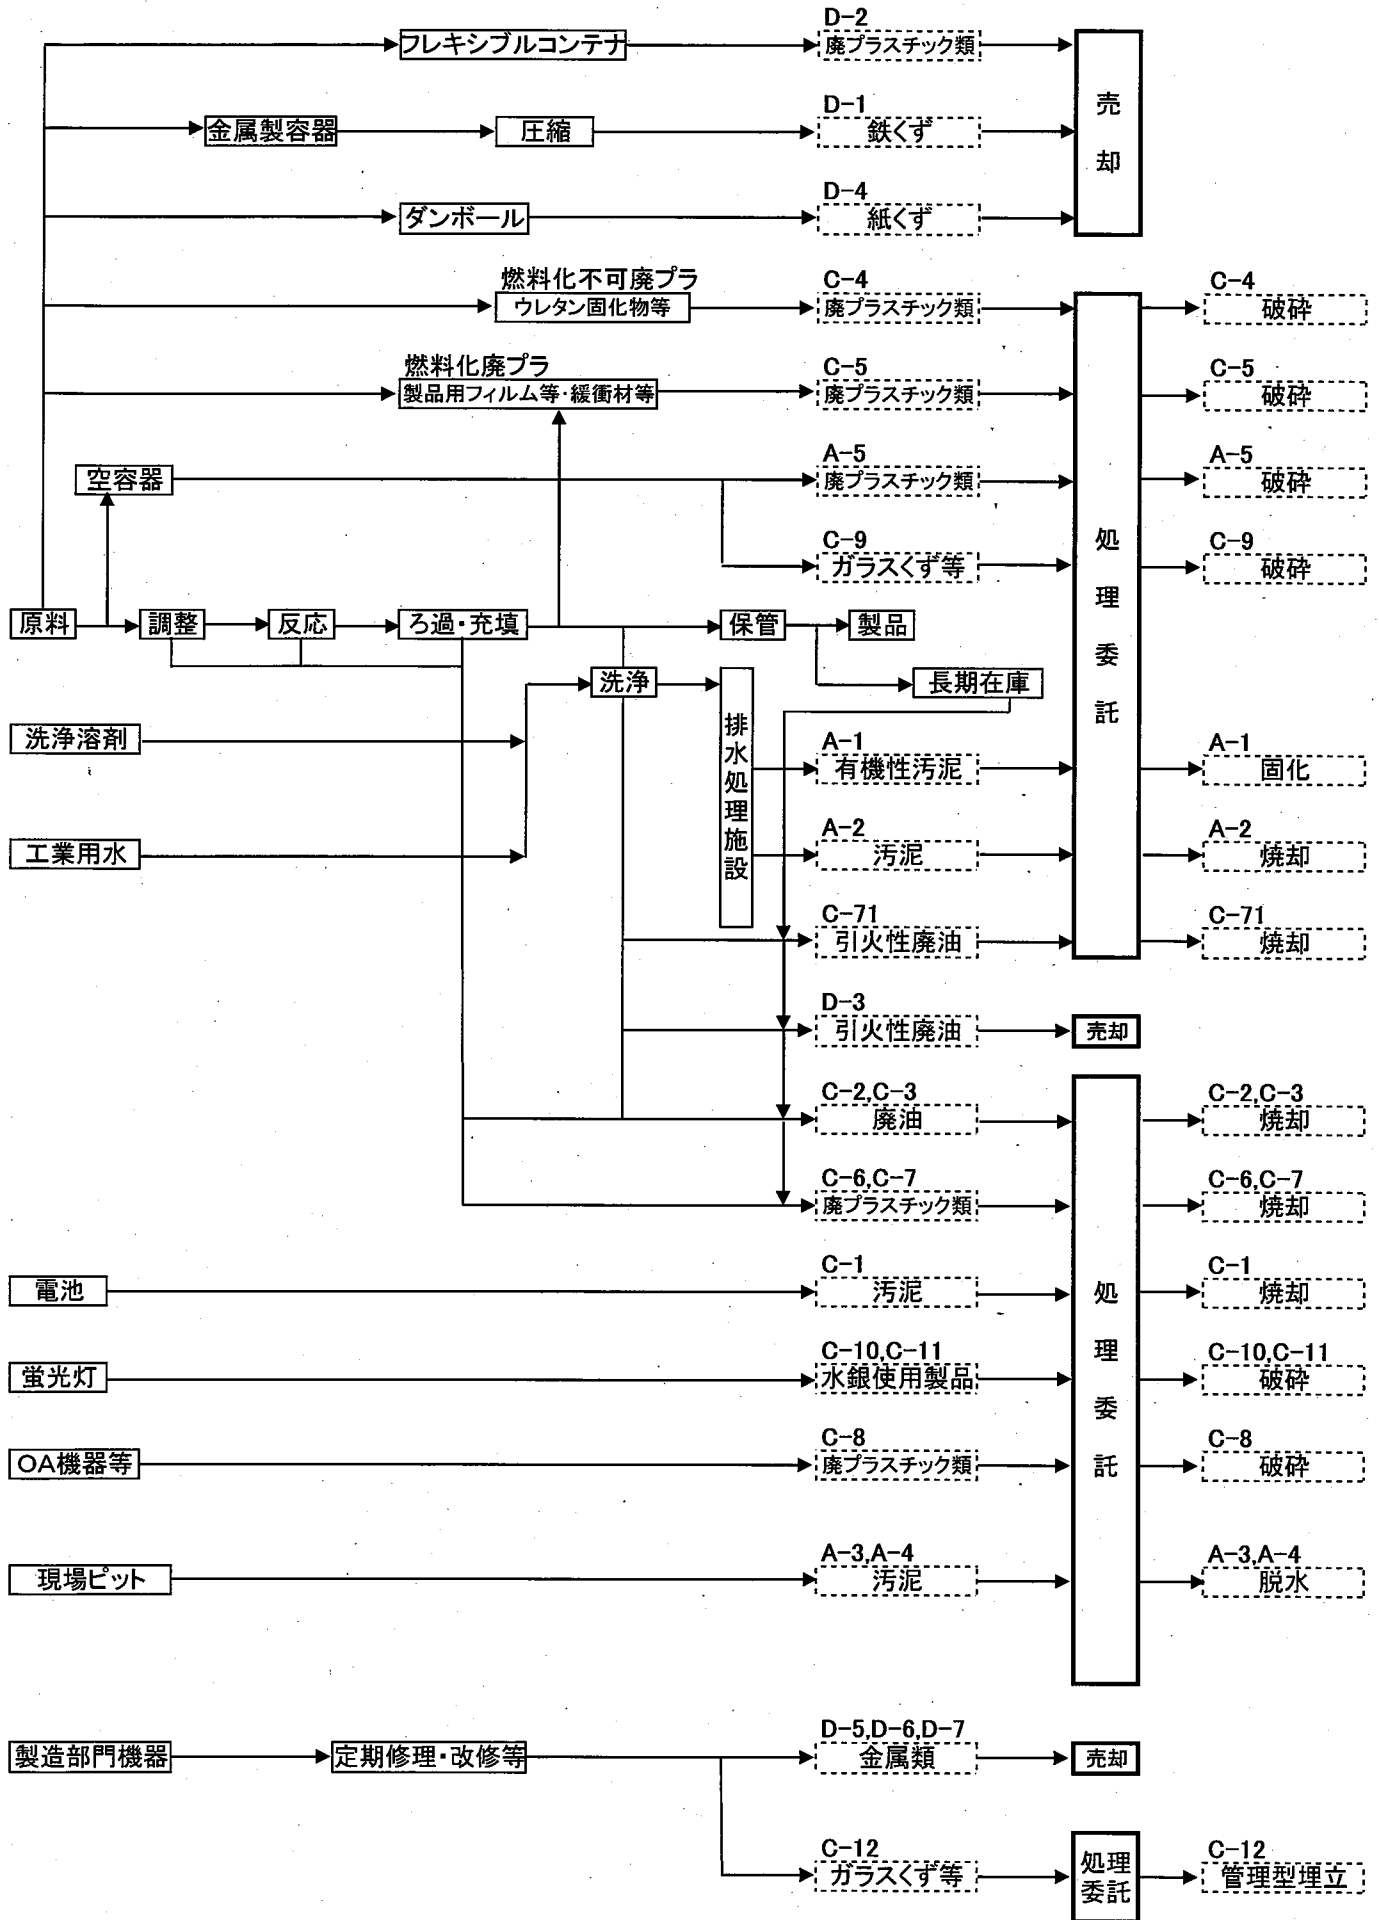 D-2
フレキシブルコンテナ
廃プラスチック類
売却
D-1
金属製容器
圧縮
鉄くず
D-4
ダンボール
紙くず
燃料化不可廃プラ
ウレタン固化物等
C-4
廃プラスチック類
処理委託
C-4
破砕
燃料化廃プラ
製品用フィルム等・緩衝材等
C-5
廃プラスチック類
C-5
破砕
空容器
A-5
廃プラスチック類
A-5
破砕
C-9
ガラスくず等
C-9
破砕
原料
調整
反応
ろ過・充填
保管
製品
洗浄
長期在庫
排水処理施設
洗浄溶剤
A-1
有機性汚泥
A-1
固化
工業用水
A-2
汚泥
A-2
焼却
C-71
引火性廃油
C-71
焼却
D-3
引火性廃油
売却
C-2,C-3
廃油
処理委託
C-2,C-3
焼却
C-6,C-7
廃プラスチック類
C-6,C-7
焼却
電池
C-1
汚泥
C-1
焼却
蛍光灯
C-10,C-11
水銀使用製品
C-10,C-11
破砕
OA機器等
C-8
廃プラスチック類
C-8
破砕
現場ピット
A-3,A-4
汚泥
A-3,A-4
脱水
製造部門機器
定期修理・改修等
D-5,D-6,D-7
金属類
売却
C-12
ガラスくず等
処理
委託
C-12
管理型埋立